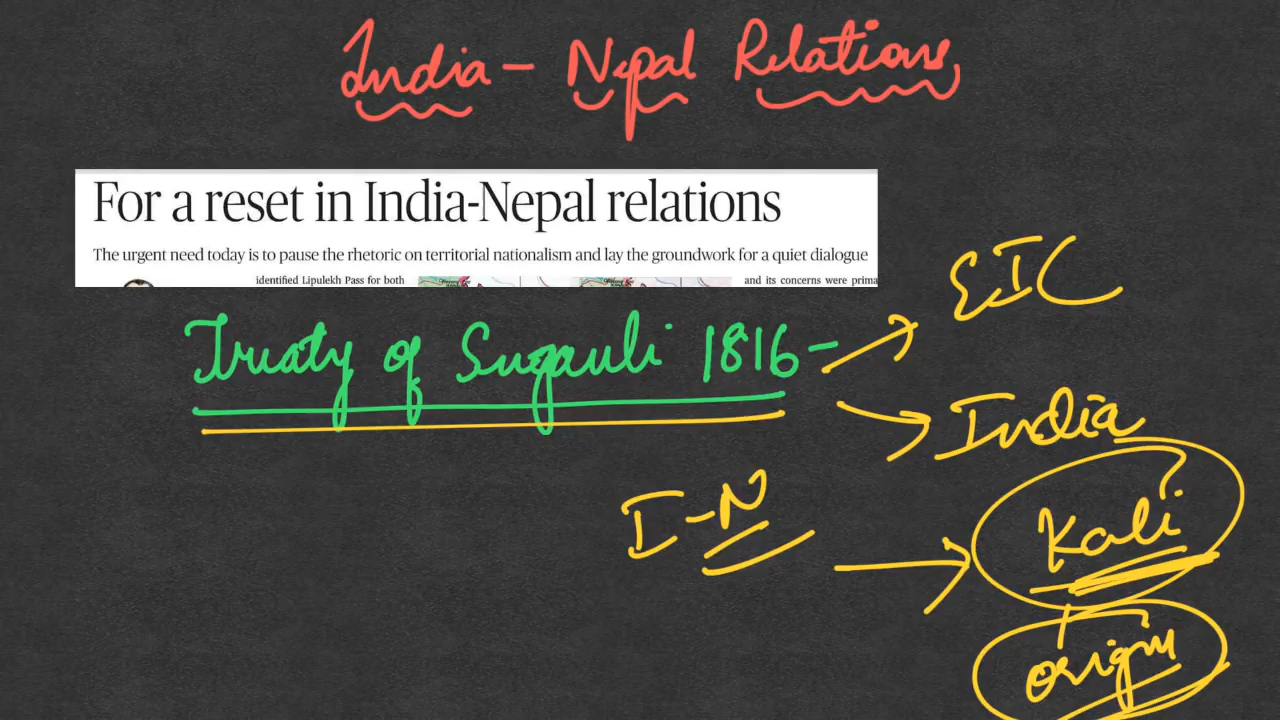 India - Nepal Relations
For a reset in India-Nepal relations
The urgent need today is to pause the rhetoric on territorial nationalism and lay the groundwork for a quiet dialogue
identified Lipulekh Pass for both
and its concerns were prima
EIC
Treaty of Sugauli 1816-
India
I-N
Kali
origin